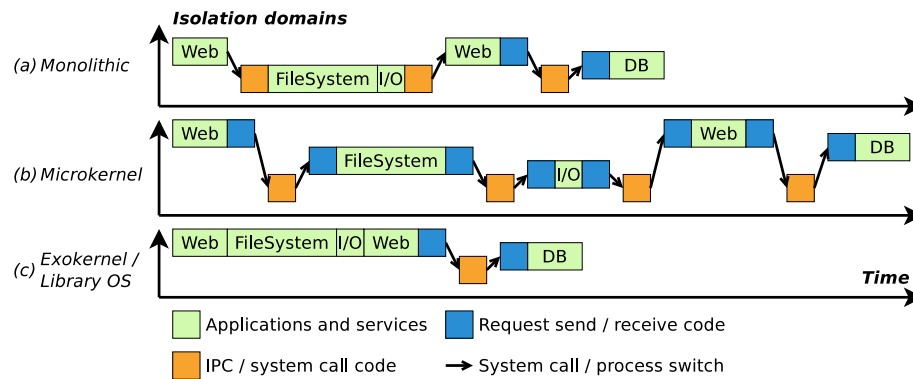 Isolation domains
(a) Monolithic
Web
FileSystem
I/O
Web
DB
(b) Microkernel
Web
FileSystem
I/O
Web
DB
(c) Exokernel /
Library OS
Web
FileSystem
I/O
Web
DB
Time
Applications and services
Request send / receive code
IPC / system call code
System call / process switch